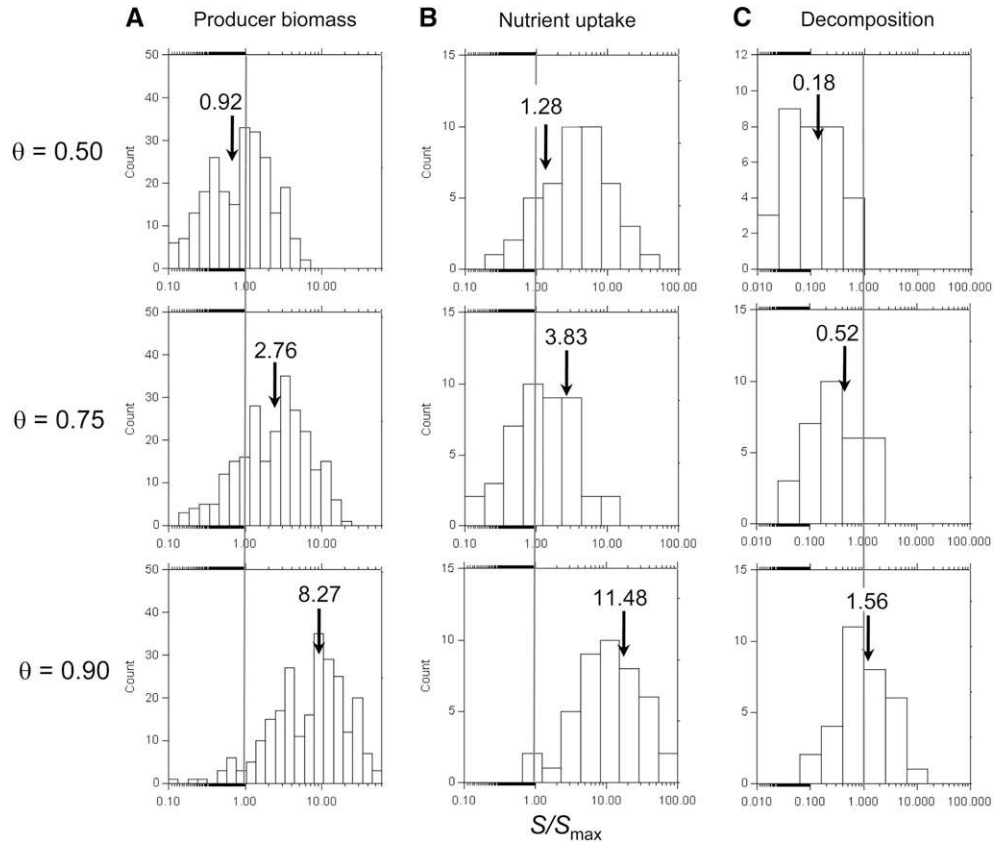 A Producer biomass B Nutrient uptake C Decomposition
θ = 0.50
Count
50
40
30
20
10
0
0.92
0.10 1.00 10.00
Count
15
10
5
0
1.28
0.10 1.00 10.00 100.00
12
10
8
6
4
2
0
0.18
0.010 0.100 1.000 10.000 100.000
θ = 0.75
Count
50
40
30
20
10
0
2.76
0.10 1.00 10.00
Count
15
10
5
0
3.83
0.10 1.00 10.00 100.00
15
10
5
0
0.52
0.010 0.100 1.000 10.000 100.000
θ = 0.90
Count
50
40
30
20
10
0
8.27
0.10 1.00 10.00
Count
15
10
5
0
11.48
0.10 1.00 10.00 100.00
15
10
5
0
1.56
0.010 0.100 1.000 10.000 100.000
S/Smax